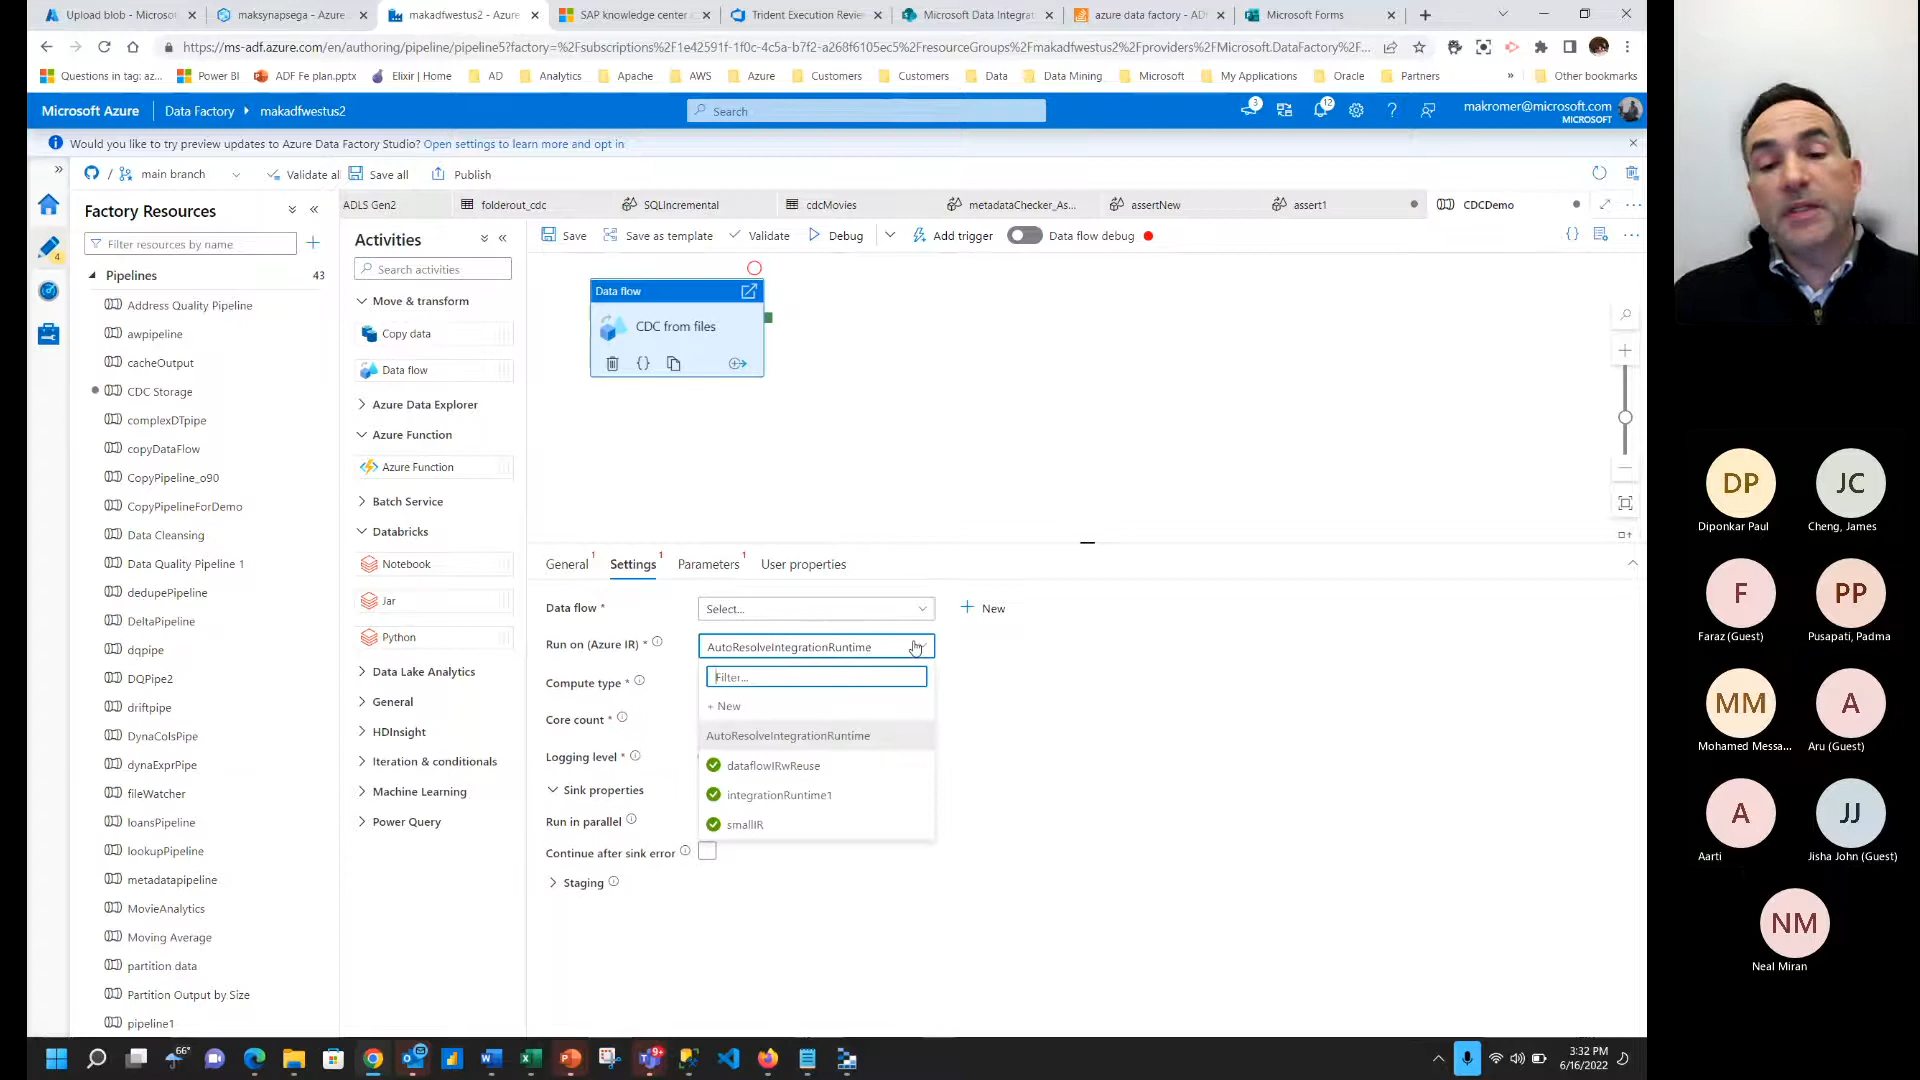 Upload blob - Microso
maksynapsega - Azure
makadfwestus2 - Azure
SAP knowledge center
Trident Execution Revie
Microsoft Data Integrat
azure data factory - AD
Microsoft Forms
https://ms-adf.azure.com/en/authoring/pipeline/pipeline5?factory=%2Fsubscriptions%2F1e42591f-1f0c-4c5a-b7f2-a268f6105ec5%2FresourceGroups%2Fmakadfwestus2%2Fproviders%2FMicrosoft.DataFactory%2F...
Questions in tag: az...
Power BI
ADF Fe plan.pptx
Elixir | Home
AD
Analytics
Apache
AWS
Azure
Customers
Customers
Data
Data Mining
Microsoft
My Applications
Oracle
Partners
»
Other bookmarks
Microsoft Azure
Data Factory
makadfwestus2
Search
3
12
makromer@microsoft.com
MICROSOFT
Would you like to try preview updates to Azure Data Factory Studio? Open settings to learn more and opt in
/ main branch
Validate all
Save all
Publish
Factory Resources
Filter resources by name
4
Pipelines 43
Address Quality Pipeline
awpipeline
cacheOutput
CDC Storage
complexDTpipe
copyDataFlow
CopyPipeline_o90
CopyPipelineForDemo
Data Cleansing
Data Quality Pipeline 1
dedupePipeline
DeltaPipeline
dqpipe
DQPipe2
driftpipe
DynaColsPipe
dynaExprPipe
fileWatcher
loansPipeline
lookupPipeline
metadatapipeline
MovieAnalytics
Moving Average
partition data
Partition Output by Size
pipeline1
ADLS Gen2
folderout_cdc
SQLIncremental
cdcMovies
metadataChecker_As...
assertNew
assert1
CDCDemo
Activities
Search activities
Move & transform
Copy data
Data flow
Azure Data Explorer
Azure Function
Azure Function
Batch Service
Databricks
Notebook
Jar
Python
Data Lake Analytics
General
HDInsight
Iteration & conditionals
Machine Learning
Power Query
Save
Save as template
Validate
Debug
Add trigger
Data flow debug
Data flow
CDC from files
General 1
Settings 1
Parameters 1
User properties
Data flow *
Select...
New
Run on (Azure IR) *
AutoResolveIntegrationRuntime
Filter...
+ New
AutoResolveIntegrationRuntime
dataflowIRwReuse
integrationRuntime1
smallIR
Compute type *
Core count *
Logging level *
Sink properties
Run in parallel
Continue after sink error
Staging
DP
Diponkar Paul
JC
Cheng, James
F
Faraz (Guest)
PP
Pusapati, Padma
MM
Mohamed Messa...
A
Aru (Guest)
A
Aarti
JJ
Jisha John (Guest)
NM
Neal Miran
66°
9+
3:32 PM
6/16/2022